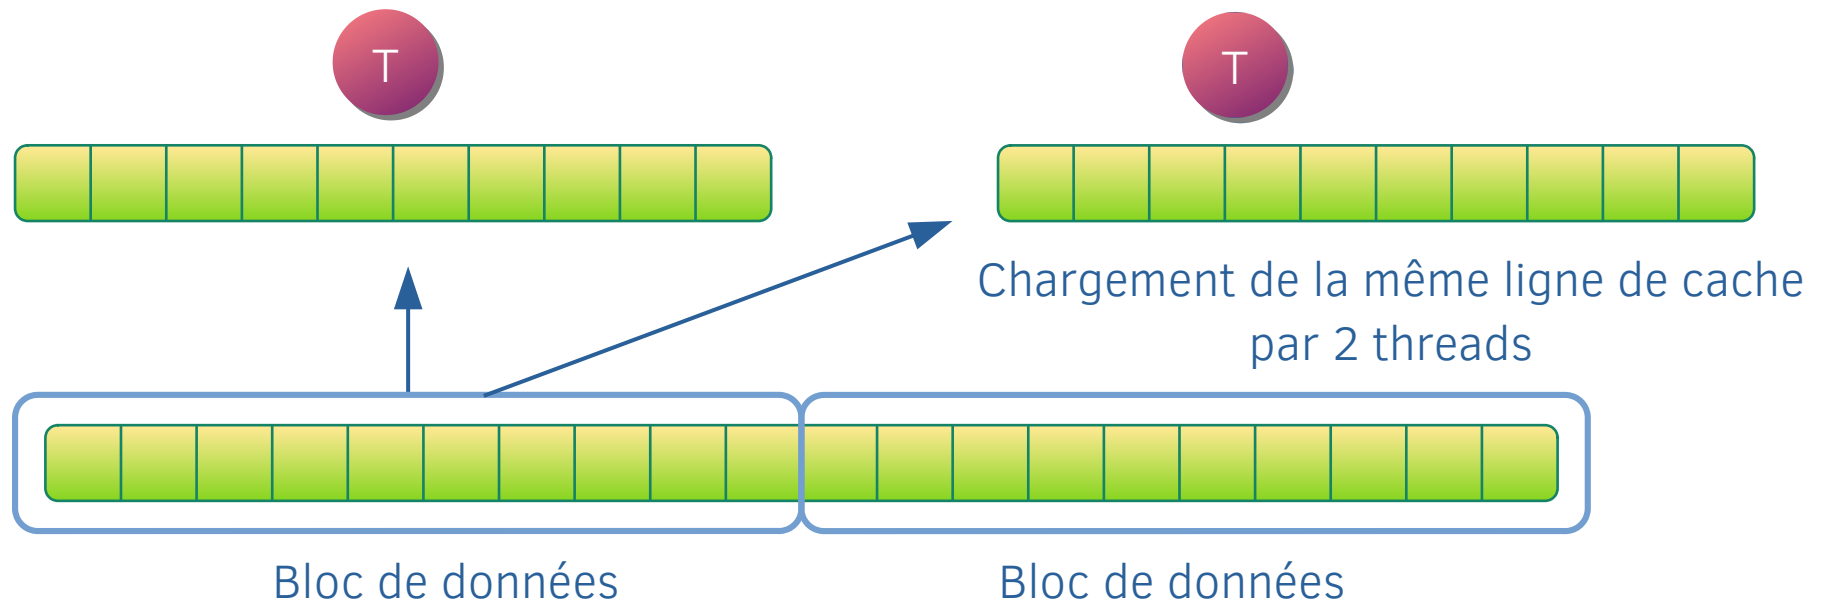 T
T
Chargement de la même ligne de cache
par 2 threads
Bloc de données
Bloc de données